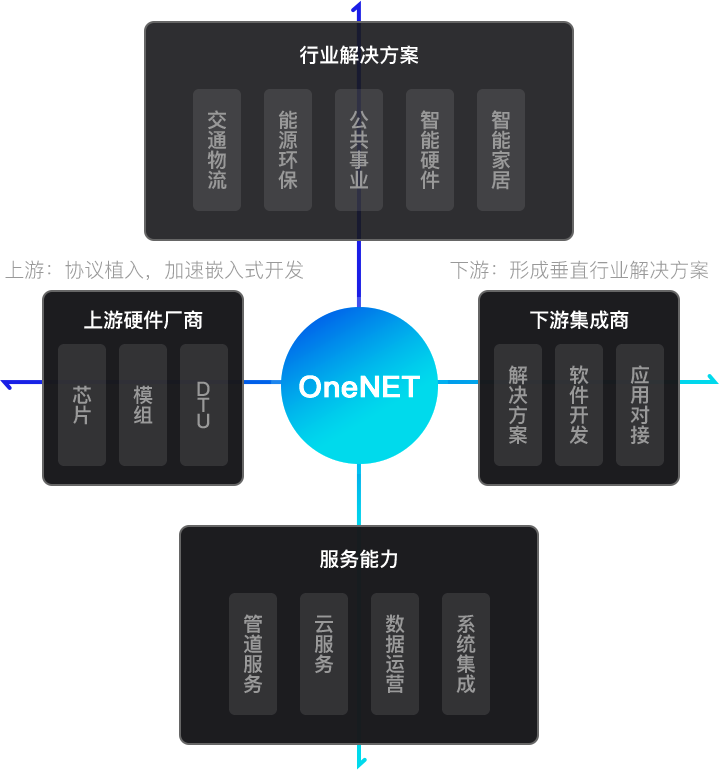 行业解决方案
交通物流
能源环保
公共事业
智能硬件
智能家居
上游：协议植入，加速嵌入式开发
下游：形成垂直行业解决方案
上游硬件厂商
芯片
模组
DTU
OneNET
下游集成商
解决方案
软件开发
应用对接
服务能力
管道服务
云服务
数据运营
系统集成